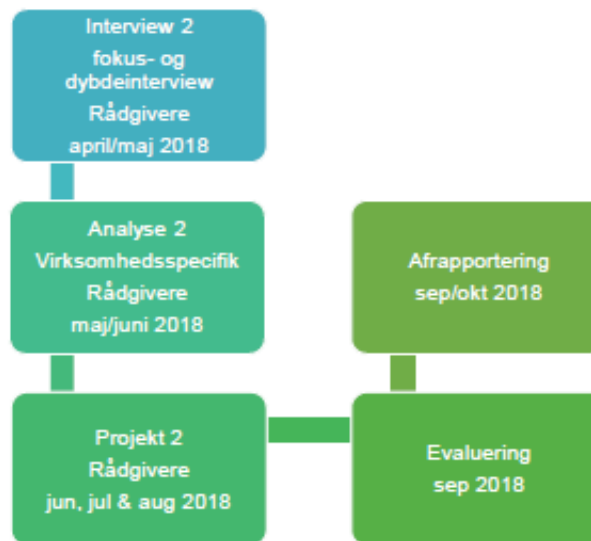 Interview 2
fokus- og
dybdeinterview
Rådgivere
april/maj 2018
Analyse 2
Virksomhedsspecifik
Rådgivere
maj/juni 2018
Projekt 2
Rådgivere
jun, jul & aug 2018
Evaluering
sep 2018
Afrapportering
sep/okt 2018